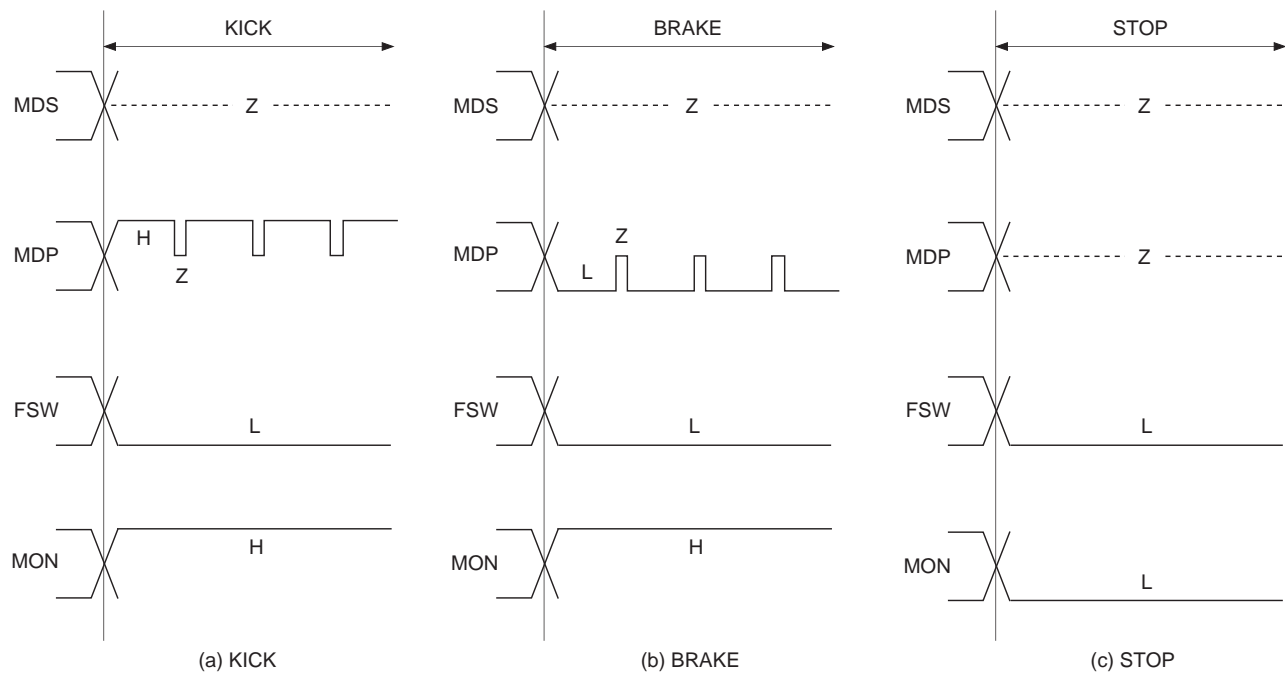 KICK
MDS
Z
MDP
H
Z
FSW
L
MON
H
(a) KICK
BRAKE
MDS
Z
MDP
Z
L
FSW
L
MON
H
(b) BRAKE
STOP
MDS
Z
MDP
Z
FSW
L
MON
L
(c) STOP